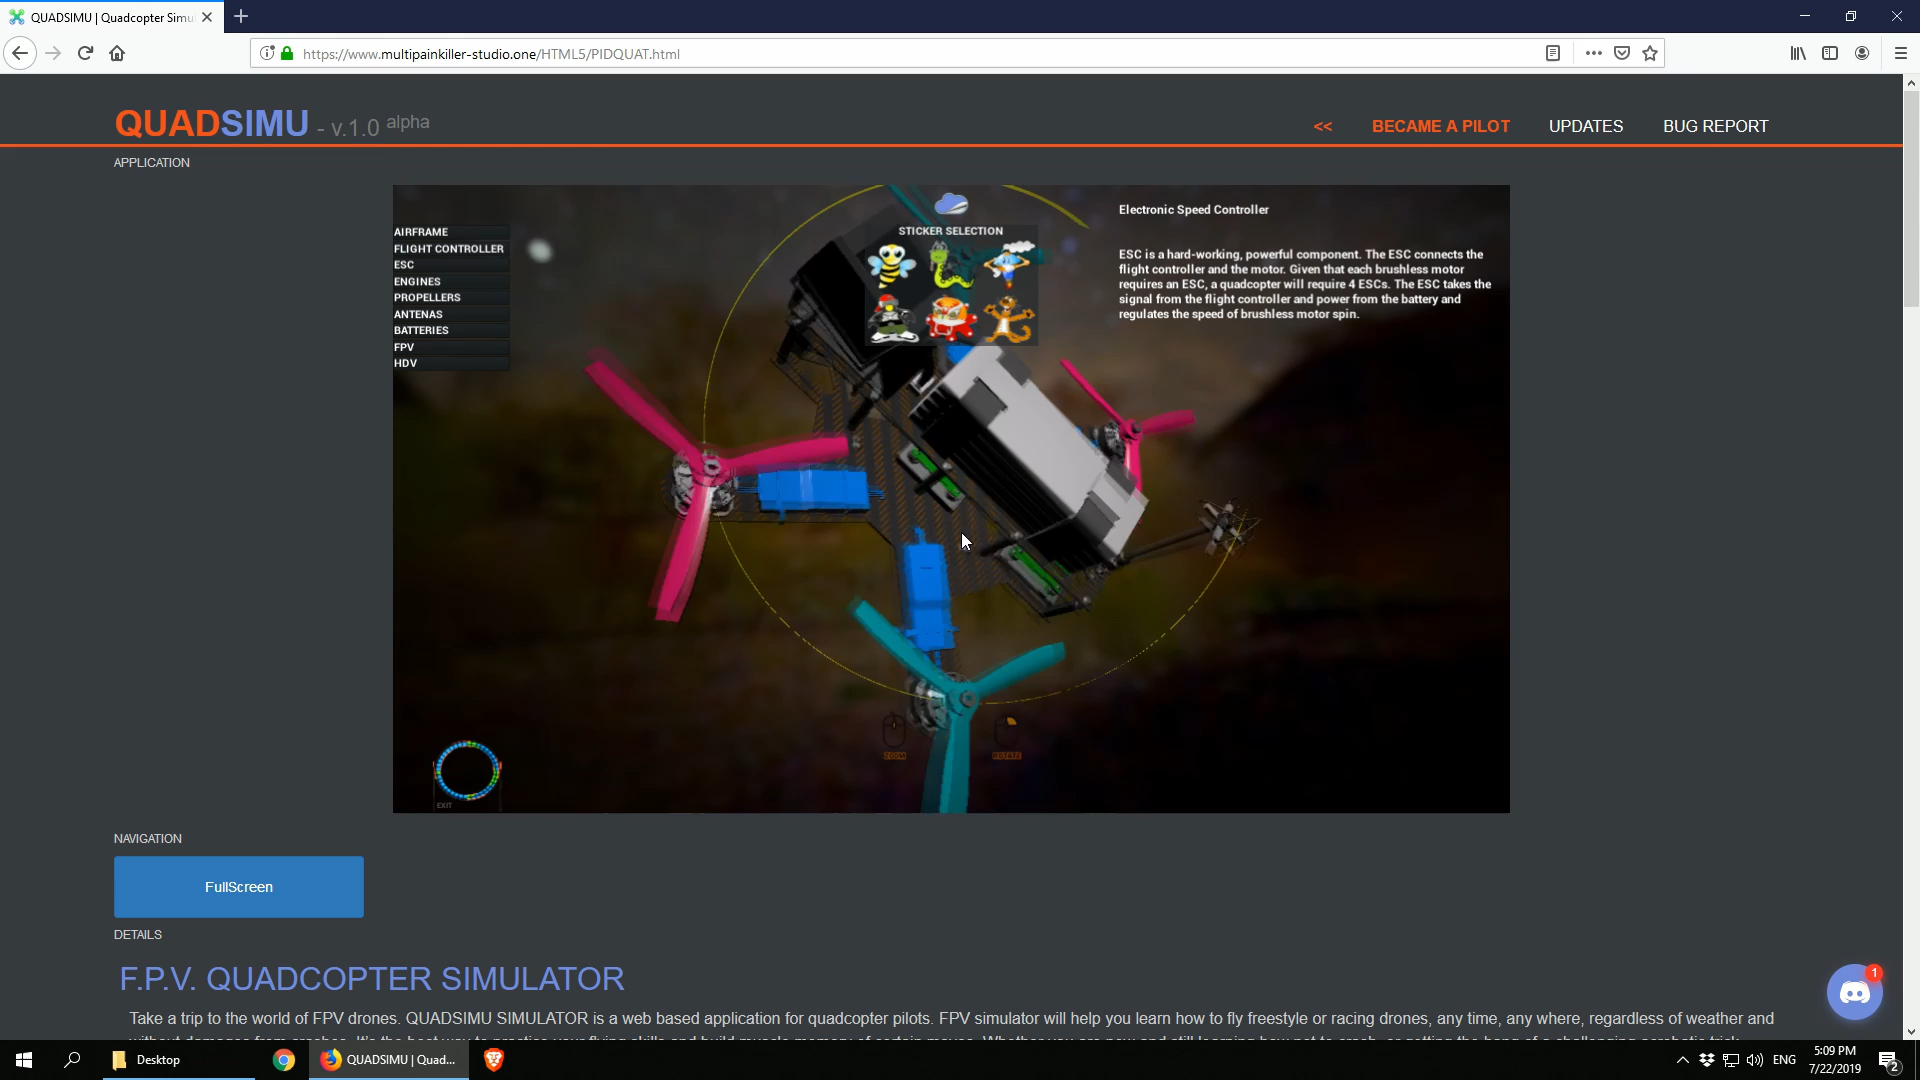 QUADSIMU | Quadcopter Simu
https://www.multipainkiller-studio.one/HTML5/PIDQUAT.html
QUADSIMU - v.1.0 alpha
<< BECAME A PILOT UPDATES BUG REPORT
APPLICATION
AIRFRAME
FLIGHT CONTROLLER
ESC
ENGINES
PROPELLERS
ANTENAS
BATTERIES
FPV
HDV
STICKER SELECTION
Electronic Speed Controller
ESC is a hard-working, powerful component. The ESC connects the
flight controller and the motor. Given that each brushless motor
requires an ESC, a quadcopter will require 4 ESCs. The ESC takes the
signal from the flight controller and power from the battery and
regulates the speed of brushless motor spin.
ZOOM
ROTATE
EXIT
NAVIGATION
FullScreen
DETAILS
F.P.V. QUADCOPTER SIMULATOR
Take a trip to the world of FPV drones. QUADSIMU SIMULATOR is a web based application for quadcopter pilots. FPV simulator will help you learn how to fly freestyle or racing drones, any time, any where, regardless of weather and
1
Desktop
QUADSIMU | Quad...
ENG
5:09 PM
7/22/2019
2